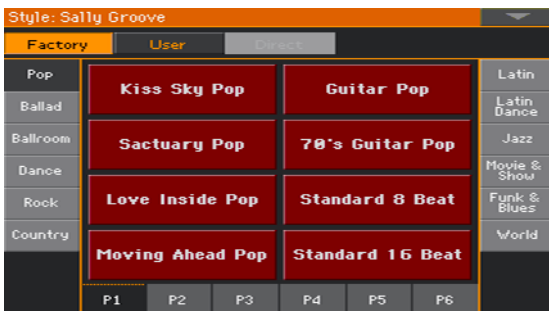 Style: Sally Groove
Factory User Direct
Pop
Ballad
Ballroom
Dance
Rock
Country
Kiss Sky Pop Guitar Pop
Sactuary Pop 70's Guitar Pop
Love Inside Pop Standard 8 Beat
Moving Ahead Pop Standard 16 Beat
Latin
Latin
Dance
Jazz
Movie &
Show
Funk &
Blues
World
P1 P2 P3 P4 P5 P6